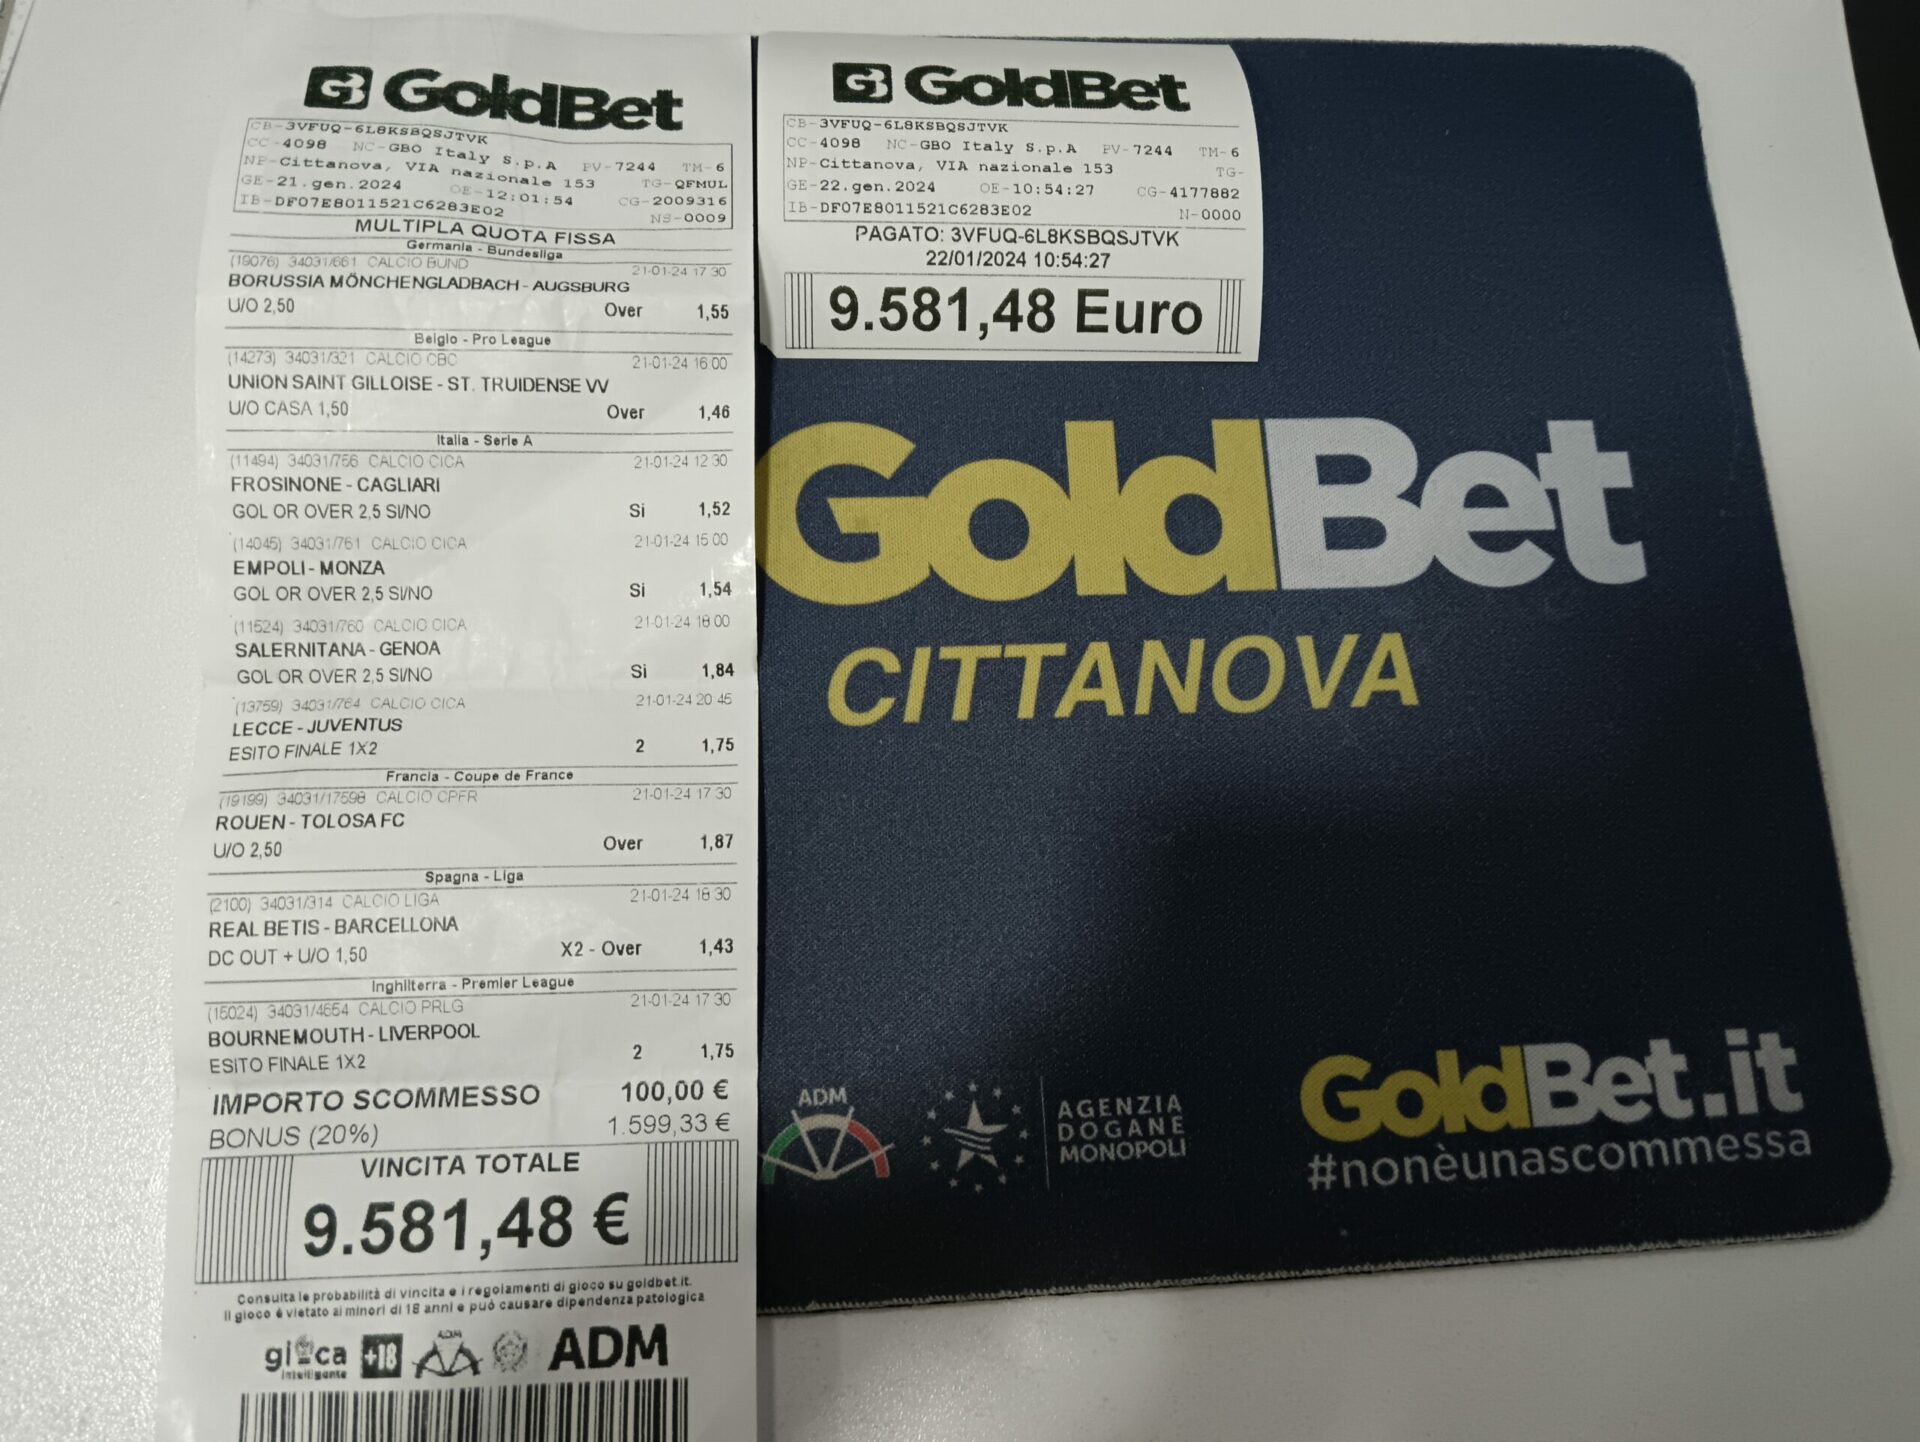 GoldBet
CB-3VFUQ-6L8KSBQSJTVK
CC-4098 NC-GBO Italy S.p.A PV-7244 TM-6
NP-Cittanova, VIA nazionale 153 TG-QFMUL
GE-21.gen.2024 OE-12:01:54 CG-2009316
IB-DF07E8011521C6283E02 NS-0009
MULTIPLA QUOTA FISSA
Germania - Bundesliga
(19076) 34031/661 CALCIO BUND 21-01-24 17 30
BORUSSIA MÖNCHENGLADBACH - AUGSBURG
U/O 2,50 Over 1,55
Belgio - Pro League
(14273) 34031/321 CALCIO CBC 21-01-24 16:00
UNION SAINT GILLOISE - ST. TRUIDENSE VV
U/O CASA 1,50 Over 1,46
Italia - Serie A
(11494) 34031/756 CALCIO CICA 21-01-24 12 30
FROSINONE - CAGLIARI
GOL OR OVER 2,5 SI/NO Si 1,52
(14045) 34031/761 CALCIO CICA 21-01-24 15 00
EMPOLI - MONZA
GOL OR OVER 2,5 SI/NO Si 1,54
(11524) 34031/760 CALCIO CICA 21-01-24 18 00
SALERNITANA - GENOA
GOL OR OVER 2,5 SI/NO Si 1,84
(13759) 34031/764 CALCIO CICA 21-01-24 20 45
LECCE - JUVENTUS
ESITO FINALE 1X2 2 1,75
Francia - Coupe de France
(19199) 34031/17598 CALCIO CPFR 21-01-24 17 30
ROUEN - TOLOSA FC
U/O 2,50 Over 1,87
Spagna - Liga
(2100) 34031/314 CALCIO LIGA 21-01-24 18 30
REAL BETIS - BARCELLONA
DC OUT + U/O 1,50 X2 - Over 1,43
Inghilterra - Premier League
(15024) 34031/4654 CALCIO PRLG 21-01-24 17 30
BOURNEMOUTH - LIVERPOOL
ESITO FINALE 1X2 2 1,75
IMPORTO SCOMMESSO 100,00 €
BONUS (20%) 1.599,33 €
VINCITA TOTALE
9.581,48 €
Consulta le probabilità di vincita e i regolamenti di gioco su goldbet.it.
Il gioco è vietato ai minori di 18 anni e può causare dipendenza patologica
gioca intelligente +18 ADM ADM
GoldBet
CB-3VFUQ-6L8KSBQSJTVK
CC-4098 NC-GBO Italy S.p.A PV-7244 TM-6
NP-Cittanova, VIA nazionale 153 TG-
GE-22.gen.2024 OE-10:54:27 CG-4177882
IB-DF07E8011521C6283E02 N-0000
PAGATO: 3VFUQ-6L8KSBQSJTVK
22/01/2024 10:54:27
9.581,48 Euro
GoldBet
CITTANOVA
ADM
AGENZIA
DOGANE
MONOPOLI
GoldBet.it
#nonèunascommessa